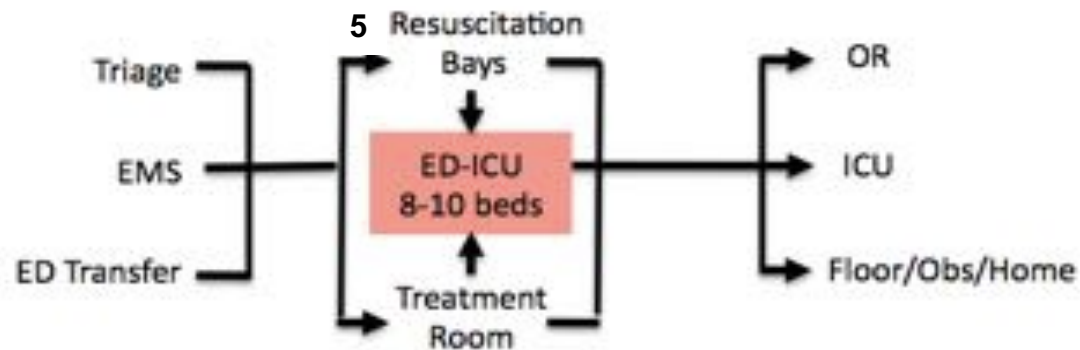 Triage
EMS
ED Transfer
5 Resuscitation
Bays
ED-ICU
8-10 beds
Treatment
Room
OR
ICU
Floor/Obs/Home